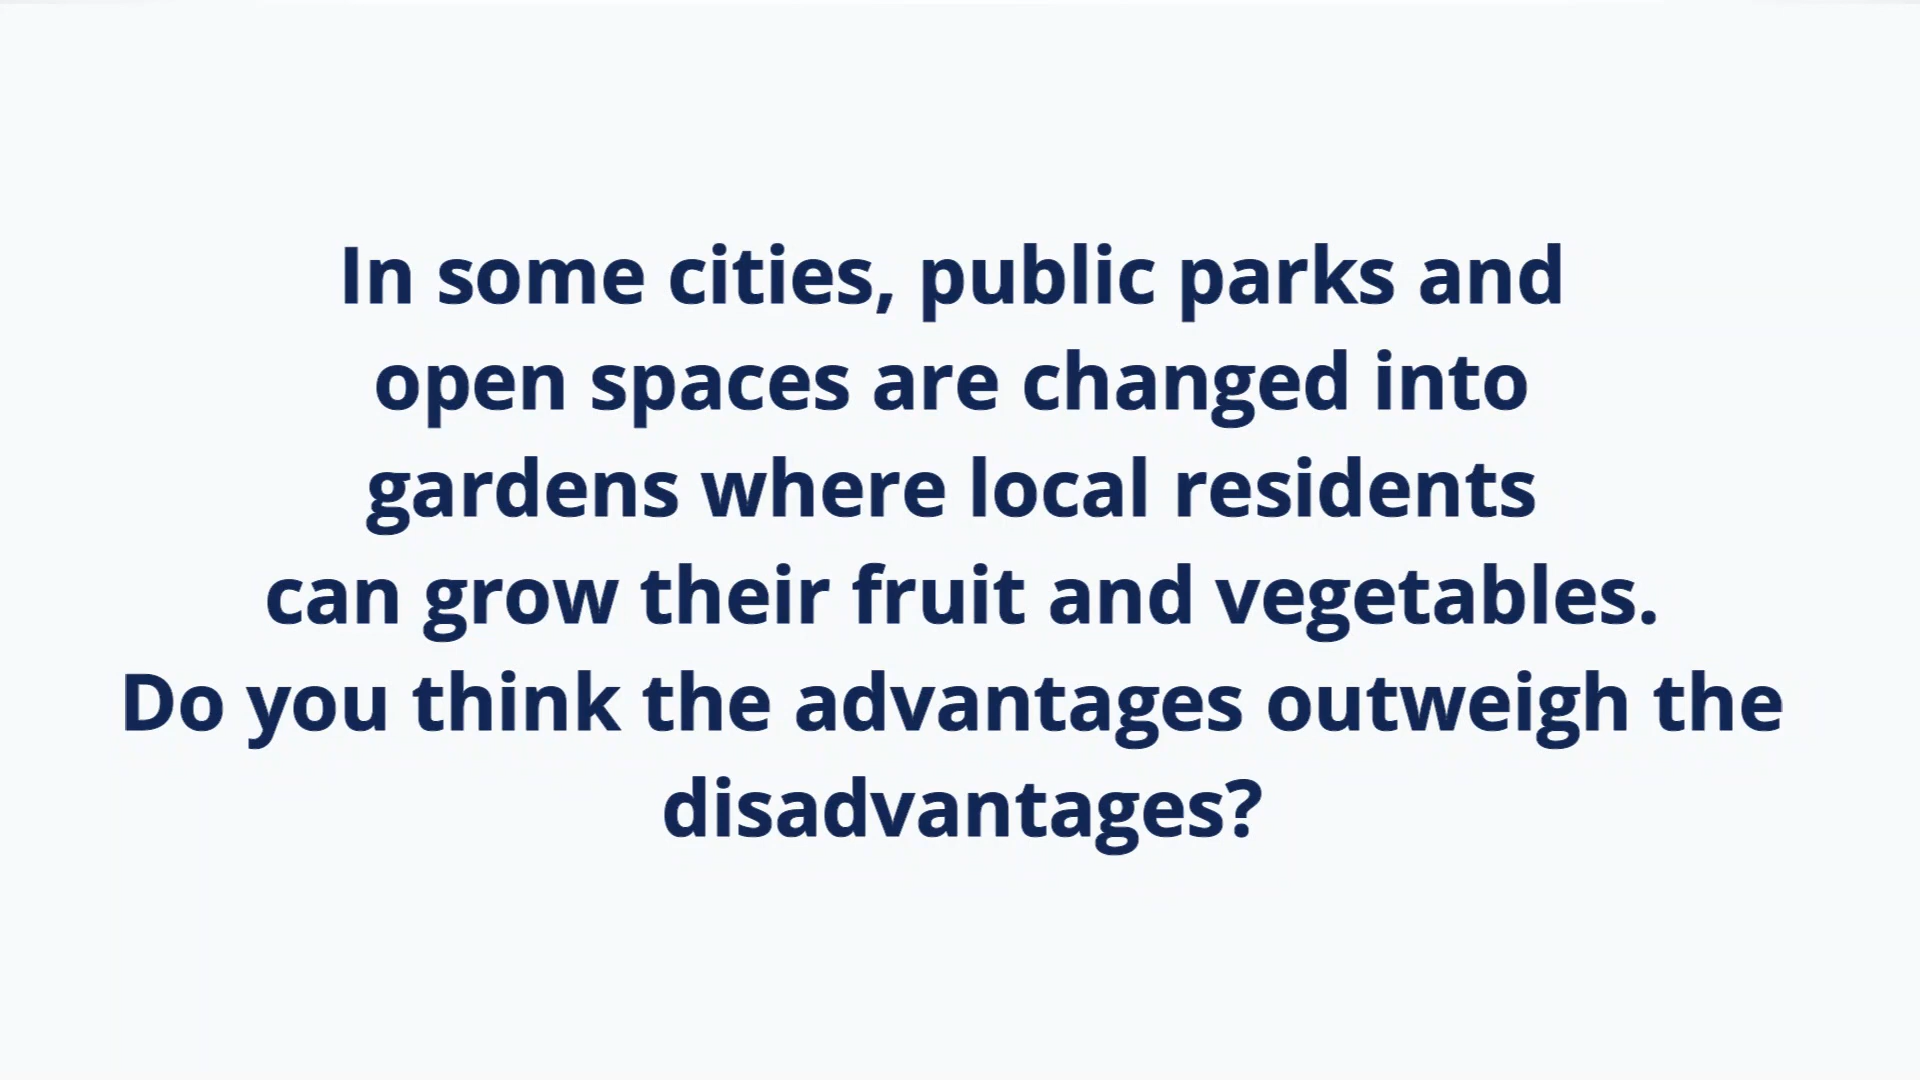 In some cities, public parks and
open spaces are changed into
gardens where local residents
can grow their fruit and vegetables.
Do you think the advantages outweigh the
disadvantages?